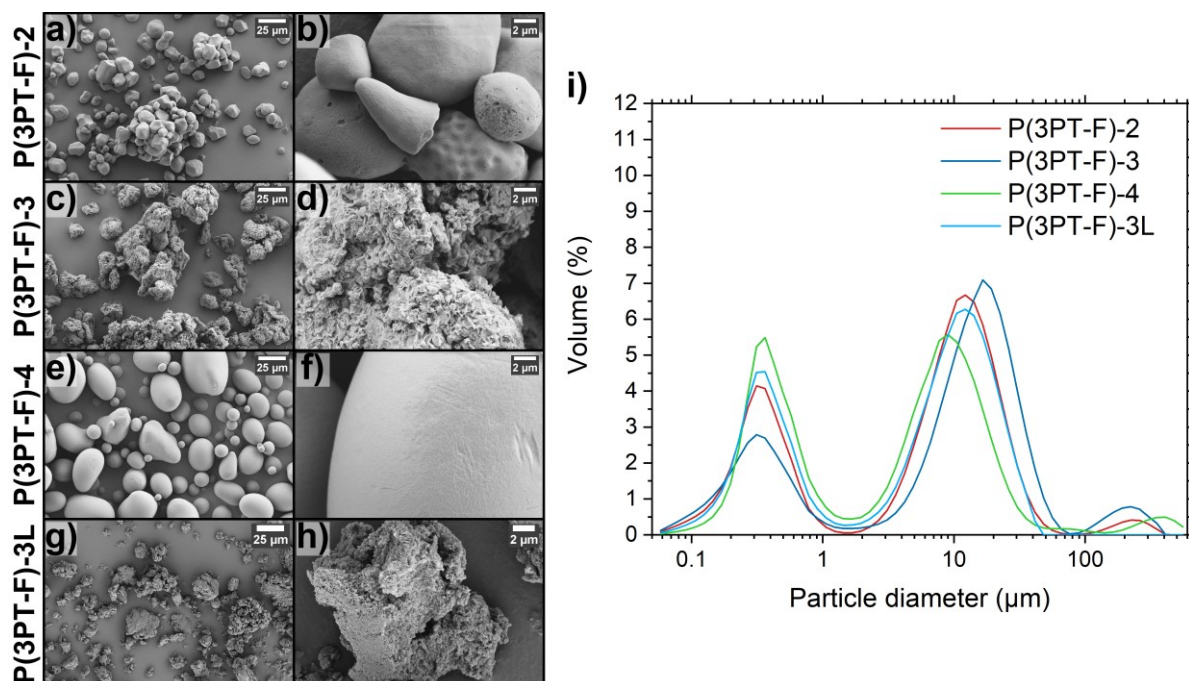 P(3PT-F)-2
a)
25 µm
b)
2 µm
P(3PT-F)-3
c)
25 µm
d)
2 µm
P(3PT-F)-4
e)
25 µm
f)
2 µm
P(3PT-F)-3L
g)
25 µm
h)
2 µm
i)
12
11
10
9
8
7
6
5
4
3
2
1
0
Volume (%)
P(3PT-F)-2
P(3PT-F)-3
P(3PT-F)-4
P(3PT-F)-3L
0.1 1 10 100
Particle diameter (µm)